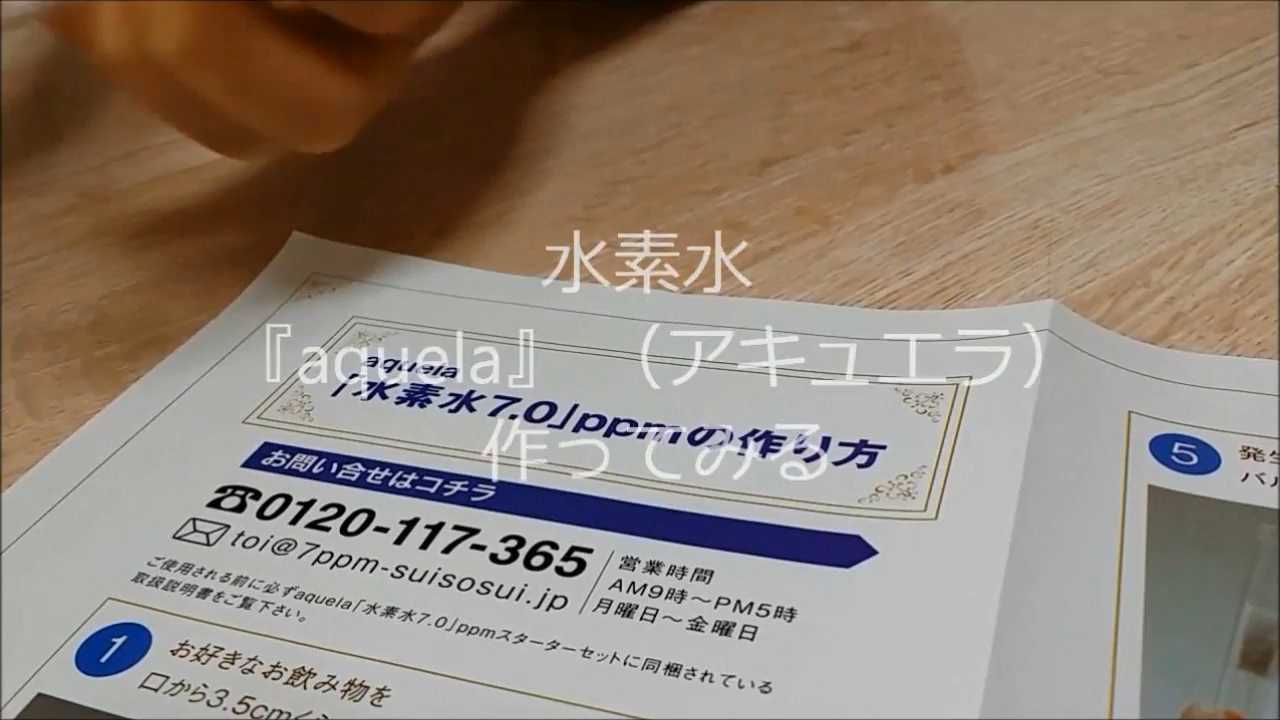 水素水
『aquela』 (アキュエラ)
作ってみる
aquela
「水素水7.0」ppmの作り方
お問い合せはコチラ
☎0120-117-365
toi@7ppm-suisosui.jp
営業時間
AM9時～PM5時
月曜日～金曜日
ご使用される前に必ずaquela「水素水7.0」ppmスターターセットに同梱されている
取扱説明書をご覧下さい。
1
お好きなお飲み物を
口から3.5cm
5
発生
バル